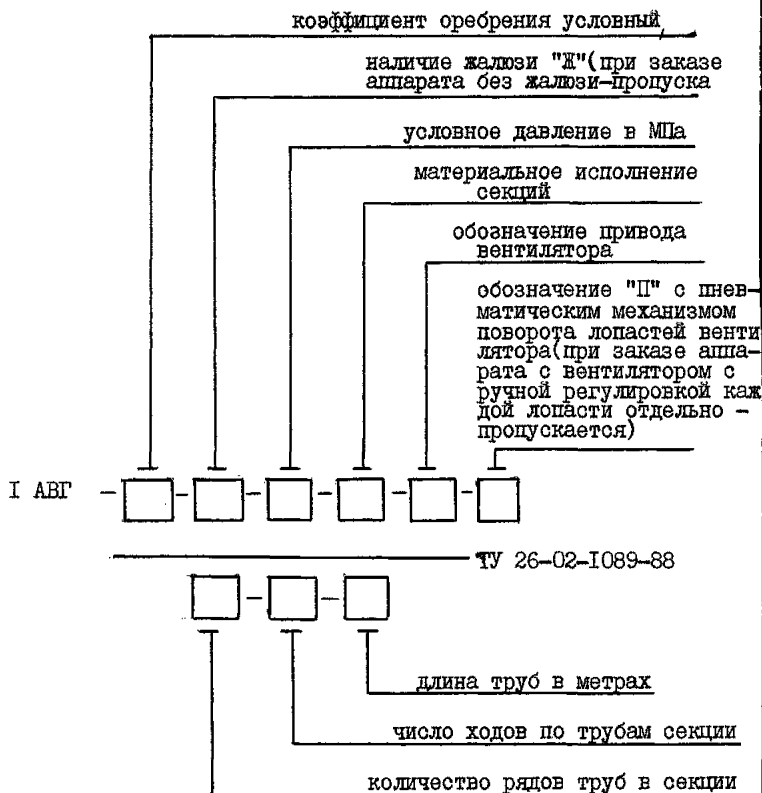 коэффициент оребрения условный
наличие жалюзи "Ж"(при заказе
аппарата без жалюзи-пропуска
условное давление в МПа
материальное исполнение
секций
обозначение привода
вентилятора
обозначение "П" с пнев-
матическим механизмом
поворота лопастей венти
лятора(при заказе аппа-
рата с вентилятором с
ручной регулировкой каж
дой лопасти отдельно -
пропускается)
I АВГ - - - - - -
ТУ 26-02-I089-88
- -
длина труб в метрах
число ходов по трубам секции
количество рядов труб в секции